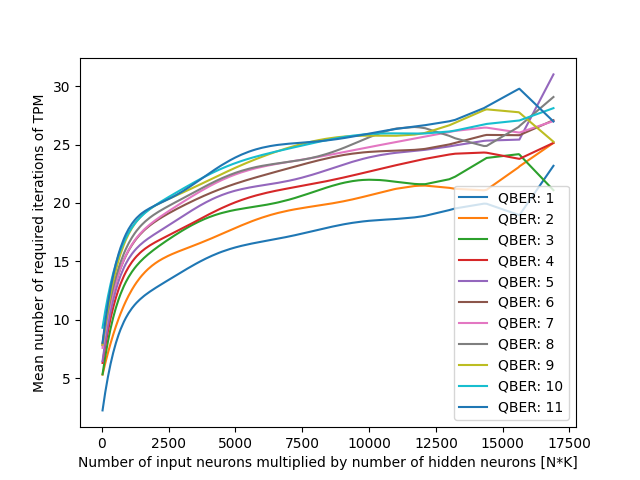 Mean number of required iterations of TPM
30
25
20
15
10
5
0
2500
5000
7500
10000
12500
15000
17500
Number of input neurons multiplied by number of hidden neurons [N*K]
QBER: 1
QBER: 2
QBER: 3
QBER: 4
QBER: 5
QBER: 6
QBER: 7
QBER: 8
QBER: 9
QBER: 10
QBER: 11